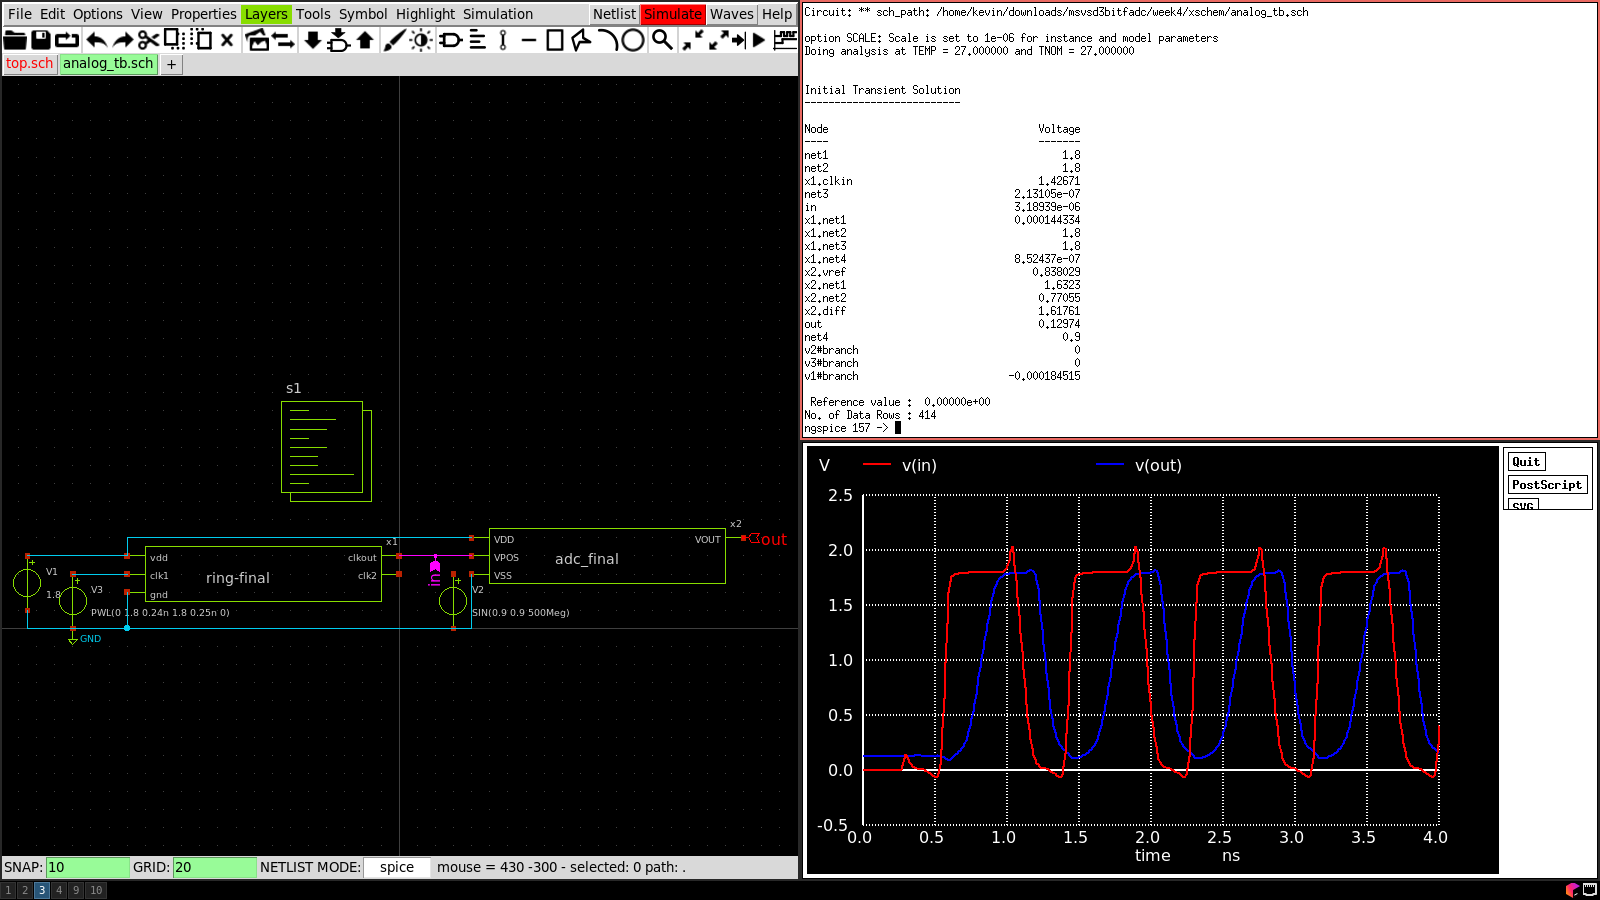 File Edit Options View Properties Layers Tools Symbol Highlight Simulation Netlist Simulate Waves Help
top.sch analog_tb.sch +
s1
x1
vdd clkout
clk1 ring-final clk2
gnd
V1
1.8
V3
PWL(0 1.8 0.24n 1.8 0.25n 0)
GND
in
V2
SIN(0.9 0.9 500Meg)
x2
VDD VOUT
VPOS adc_final
VSS
out
SNAP: 10 GRID: 20 NETLIST MODE: spice mouse = 430 -300 - selected: 0 path: .
1 2 3 4 9 10
Circuit: ** sch_path: /home/kevin/downloads/msvsd3bitfadc/week4/xschem/analog_tb.sch
option SCALE: Scale is set to 1e-06 for instance and model parameters
Doing analysis at TEMP = 27.000000 and TNOM = 27.000000
Initial Transient Solution
--------------------------
Node Voltage
---- -------
net1 1.8
net2 1.8
x1.clkin 1.42671
net3 2.13105e-07
in 3.18939e-06
x1.net1 0.000144334
x1.net2 1.8
x1.net3 1.8
x1.net4 8.52437e-07
x2.vref 0.838029
x2.net1 1.6323
x2.net2 0.77055
x2.diff 1.61761
out 0.12974
net4 0.9
v2#branch 0
v3#branch 0
v1#branch -0.000184515
Reference value : 0.00000e+00
No. of Data Rows : 414
ngspice 157 ->
V v(in) v(out)
2.5
2.0
1.5
1.0
0.5
0.0
-0.5
0.0 0.5 1.0 1.5 2.0 2.5 3.0 3.5 4.0
time ns
Quit
PostScript
SVG